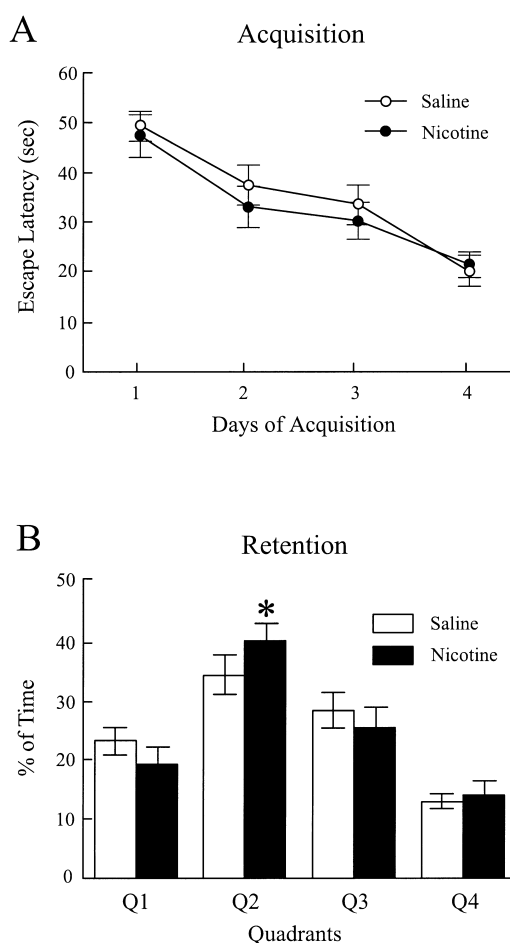 A
Acquisition
60
50
40
30
20
10
0
Escape Latency (sec)
Saline
Nicotine
1 2 3 4
Days of Acquisition
B
Retention
50
40
30
20
10
0
% of Time
*
Saline
Nicotine
Q1 Q2 Q3 Q4
Quadrants